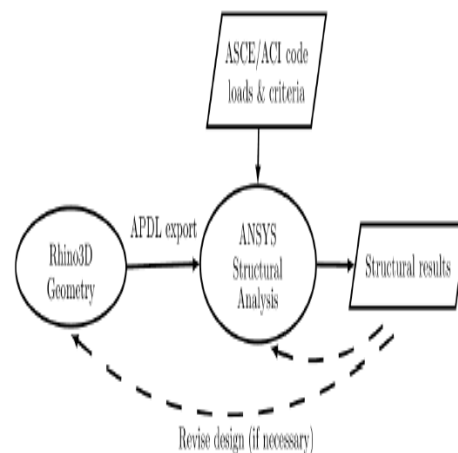 ASCE/ACI code
loads & criteria
APDL export
Rhino3D
Geometry
ANSYS
Structural
Analysis
Structural results
Revise design (if necessary)